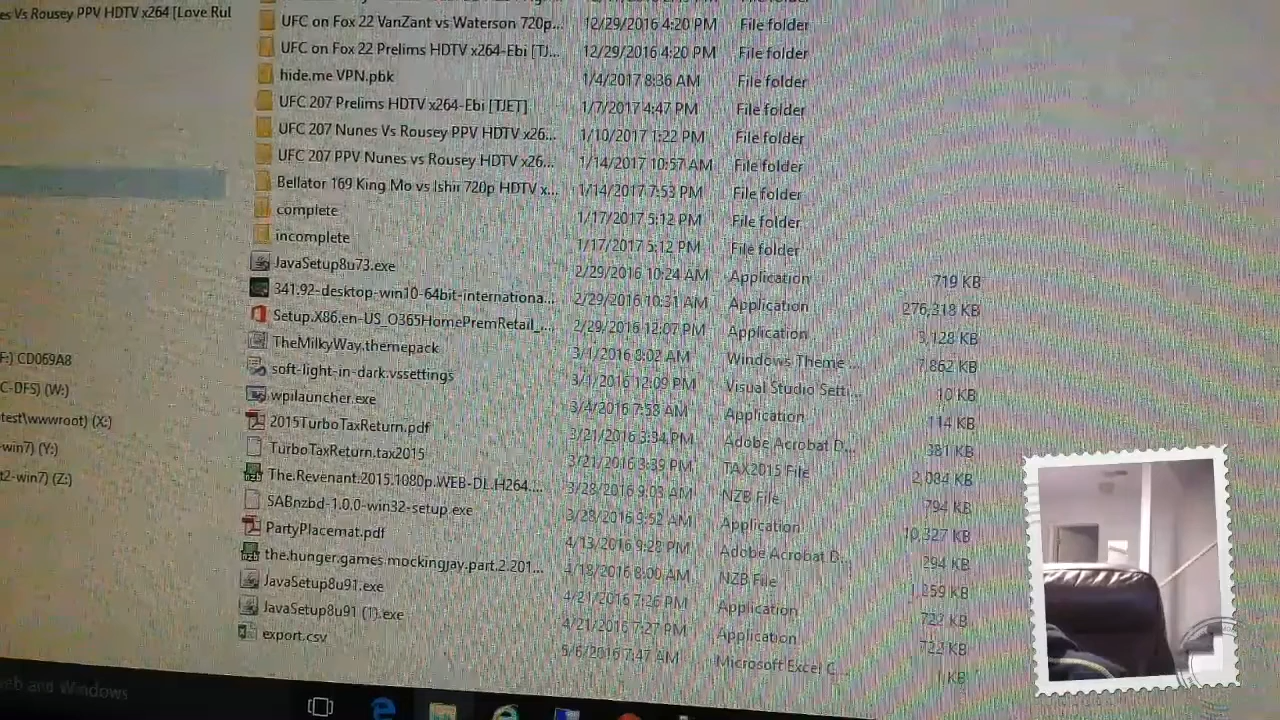 es Vs Rousey PPV HDTV x264 [Love Rul
UFC on Fox 22 VanZant vs Waterson 720p... 12/29/2016 4:20 PM File folder
UFC on Fox 22 Prelims HDTV x264-Ebi [TJ... 12/29/2016 4:20 PM File folder
hide.me VPN.pbk 1/4/2017 8:36 AM File folder
UFC 207 Prelims HDTV x264-Ebi [TJET] 1/7/2017 4:47 PM File folder
UFC 207 Nunes Vs Rousey PPV HDTV x26... 1/10/2017 1:22 PM File folder
UFC 207 PPV Nunes vs Rousey HDTV x26... 1/14/2017 10:57 AM File folder
Bellator 169 King Mo vs Ishii 720p HDTV x... 1/14/2017 7:53 PM File folder
complete 1/17/2017 5:12 PM File folder
incomplete 1/17/2017 5:12 PM File folder
JavaSetup8u73.exe 2/29/2016 10:24 AM Application 719 KB
341.92-desktop-win10-64bit-internationa... 2/29/2016 10:31 AM Application 276,318 KB
Setup.X86.en-US_O365HomePremRetail_... 2/29/2016 12:07 PM Application 3,128 KB
TheMilkyWay.themepack 3/1/2016 8:02 AM Windows Theme ... 7,862 KB
soft-light-in-dark.vssettings 3/1/2016 12:09 PM Visual Studio Setti... 10 KB
wpilauncher.exe 3/4/2016 7:58 AM Application 114 KB
2015TurboTaxReturn.pdf 3/21/2016 3:34 PM Adobe Acrobat D... 381 KB
TurboTaxReturn.tax2015 3/21/2016 3:39 PM TAX2015 File 2,084 KB
The.Revenant.2015.1080p.WEB-DL.H264.... 3/28/2016 9:03 AM NZB File 794 KB
SABnzbd-1.0.0-win32-setup.exe 3/28/2016 9:52 AM Application 10,327 KB
PartyPlacemat.pdf 4/13/2016 9:28 PM Adobe Acrobat D... 294 KB
the.hunger.games.mockingjay.part.2.201... 4/18/2016 8:00 AM NZB File 1,259 KB
JavaSetup8u91.exe 4/21/2016 7:26 PM Application 722 KB
JavaSetup8u91 (1).exe 4/21/2016 7:27 PM Application 722 KB
export.csv 5/6/2016 7:47 AM Microsoft Excel C... 1 KB
F:) CD069A8
C-DFS) (W:)
test\wwwroot) (X:)
-win7) (Y:)
t2-win7) (Z:)
eb and Windows